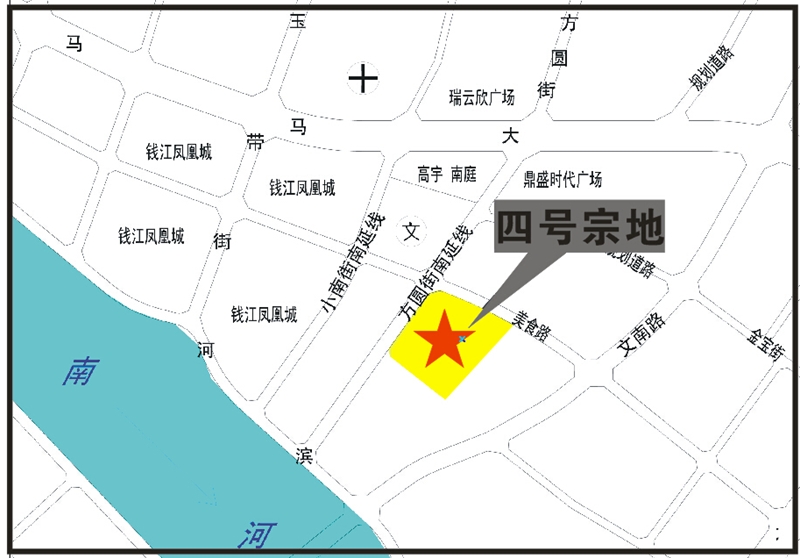 玉
方
马
圆
规划道路
街
瑞云欣广场
马
大
带
钱江凤凰城
高宇 南庭
鼎盛时代广场
钱江凤凰城
四号宗地
文
钱江凤凰城
街
小南街南延线
方圆街南延线
规划道路
钱江凤凰城
美食路
文南路
金宝街
河
南
滨
河